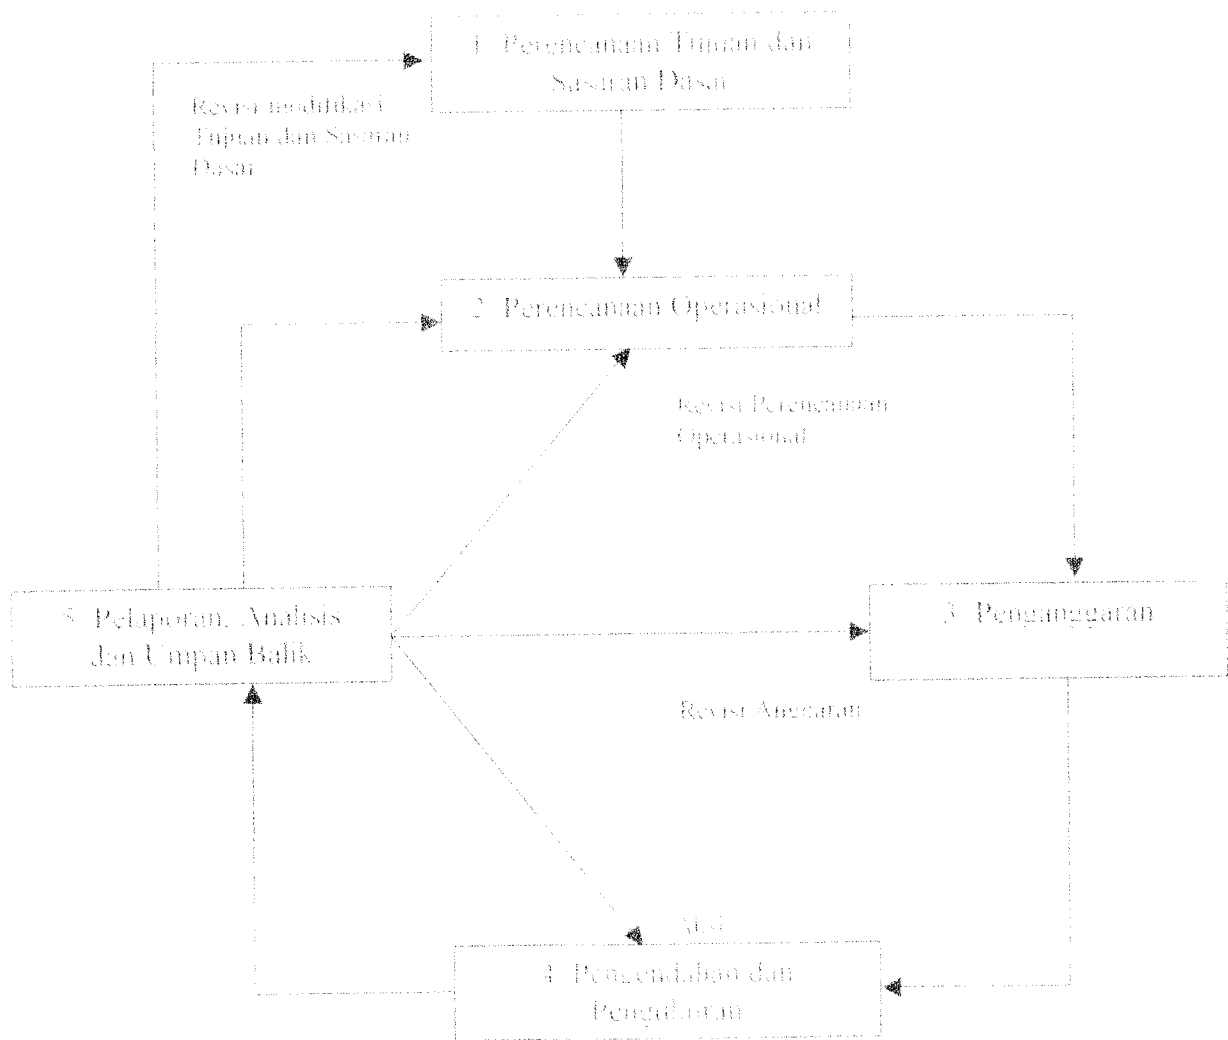 1. Perencanaan Tujuan dan
Sasaran Dasar
Revisi modifikasi
Tujuan dan Sasaran
Dasar
2. Perencanaan Operasional
Revisi Perencanaan
Operasional
5. Pelaporan, Analisis
dan Umpan Balik
3. Penganggaran
Revisi Anggaran
4. Pengendalian dan
Pengukuran